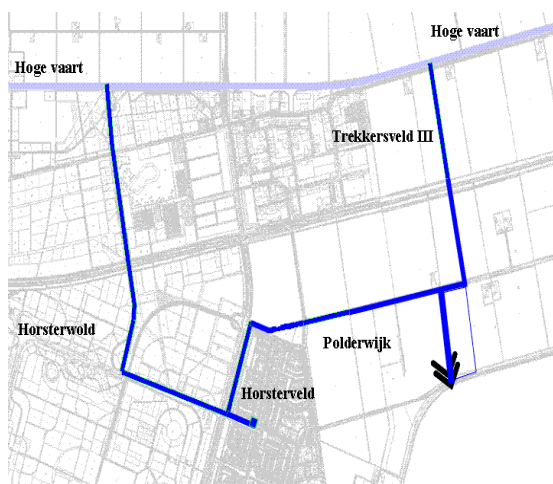 Hoge vaart
Hoge vaart
Trekkersveld III
Horsterwold
Polderwijk
Horsterveld